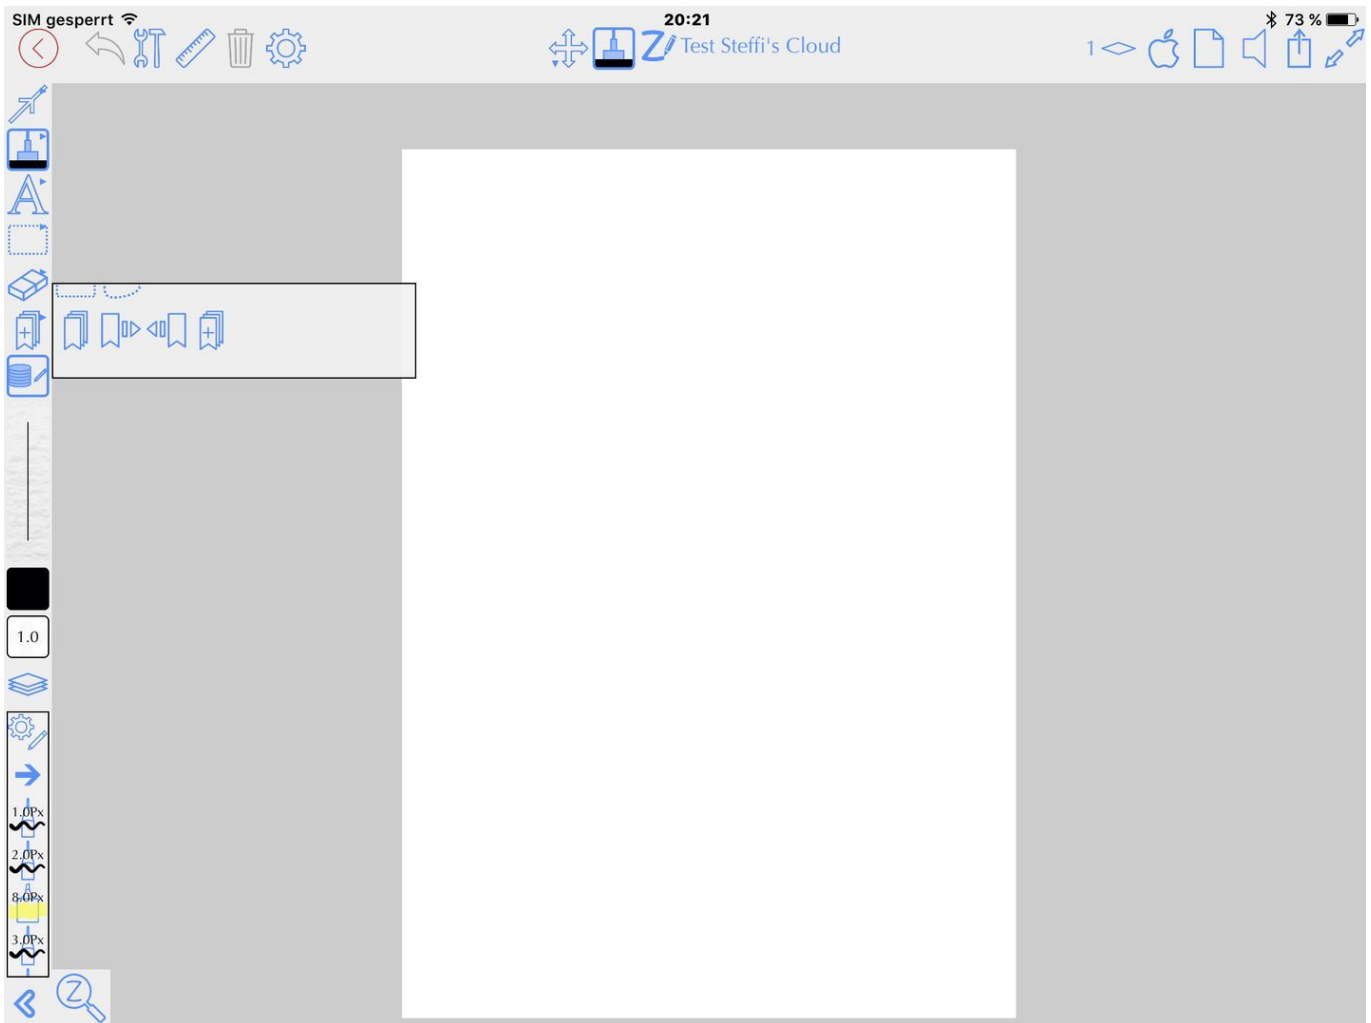 SIM gesperrt 20:21 73 %
Z Test Steffi's Cloud 1
A
1.0
1.0Px
2.0Px
8.0Px
3.0Px
Z